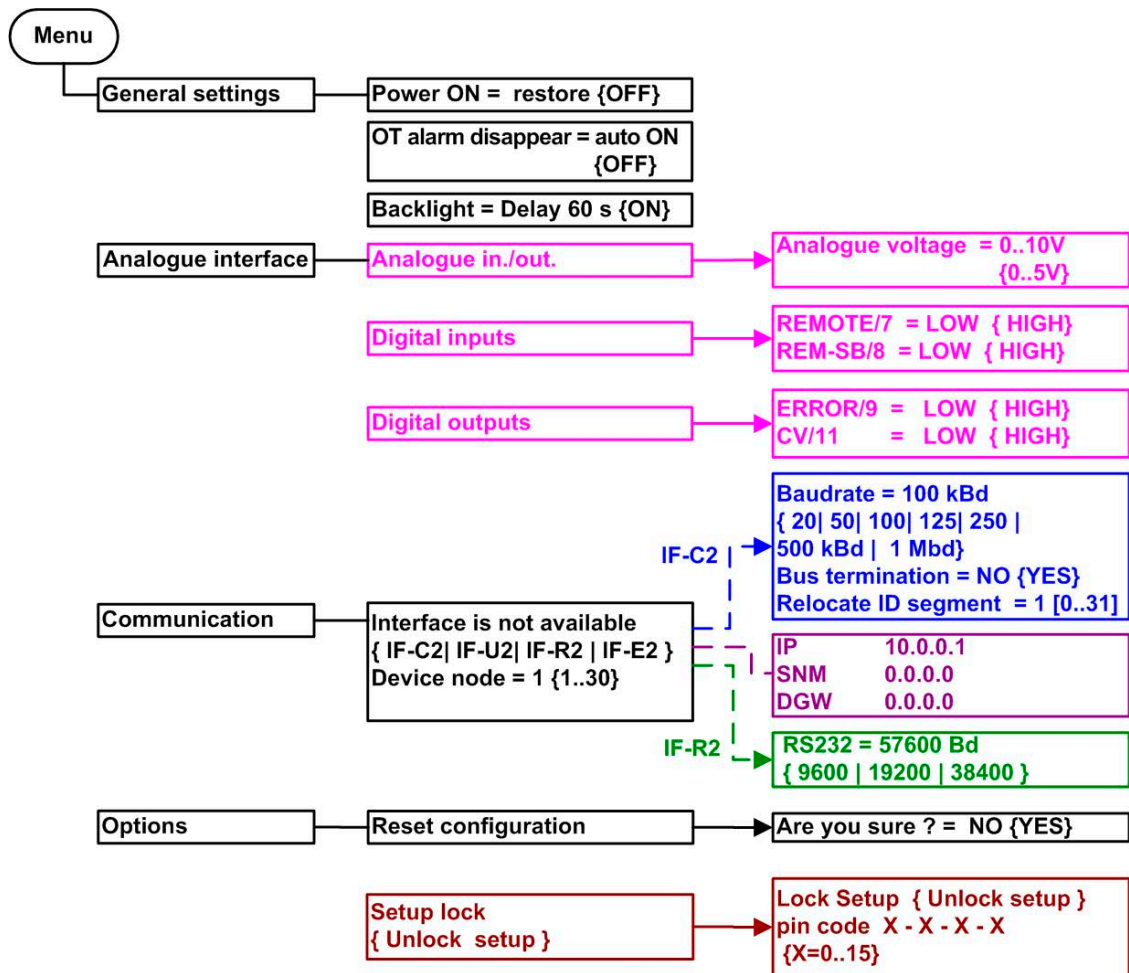 Menu
General settings
Power ON = restore {OFF}
OT alarm disappear = auto ON
{OFF}
Backlight = Delay 60 s {ON}
Analogue interface
Analogue in./out.
Analogue voltage = 0..10V
{0..5V}
Digital inputs
REMOTE/7 = LOW { HIGH}
REM-SB/8 = LOW { HIGH}
Digital outputs
ERROR/9 = LOW { HIGH}
CV/11 = LOW { HIGH}
Communication
Interface is not available
{ IF-C2| IF-U2| IF-R2 | IF-E2 }
Device node = 1 {1..30}
IF-C2
Baudrate = 100 kBd
{ 20| 50| 100| 125| 250 |
500 kBd | 1 Mbd}
Bus termination = NO {YES}
Relocate ID segment = 1 [0..31]
IP 10.0.0.1
SNM 0.0.0.0
DGW 0.0.0.0
IF-R2
RS232 = 57600 Bd
{ 9600 | 19200 | 38400 }
Options
Reset configuration
Are you sure ? = NO {YES}
Setup lock
{ Unlock setup }
Lock Setup { Unlock setup }
pin code X - X - X - X
{X=0..15}